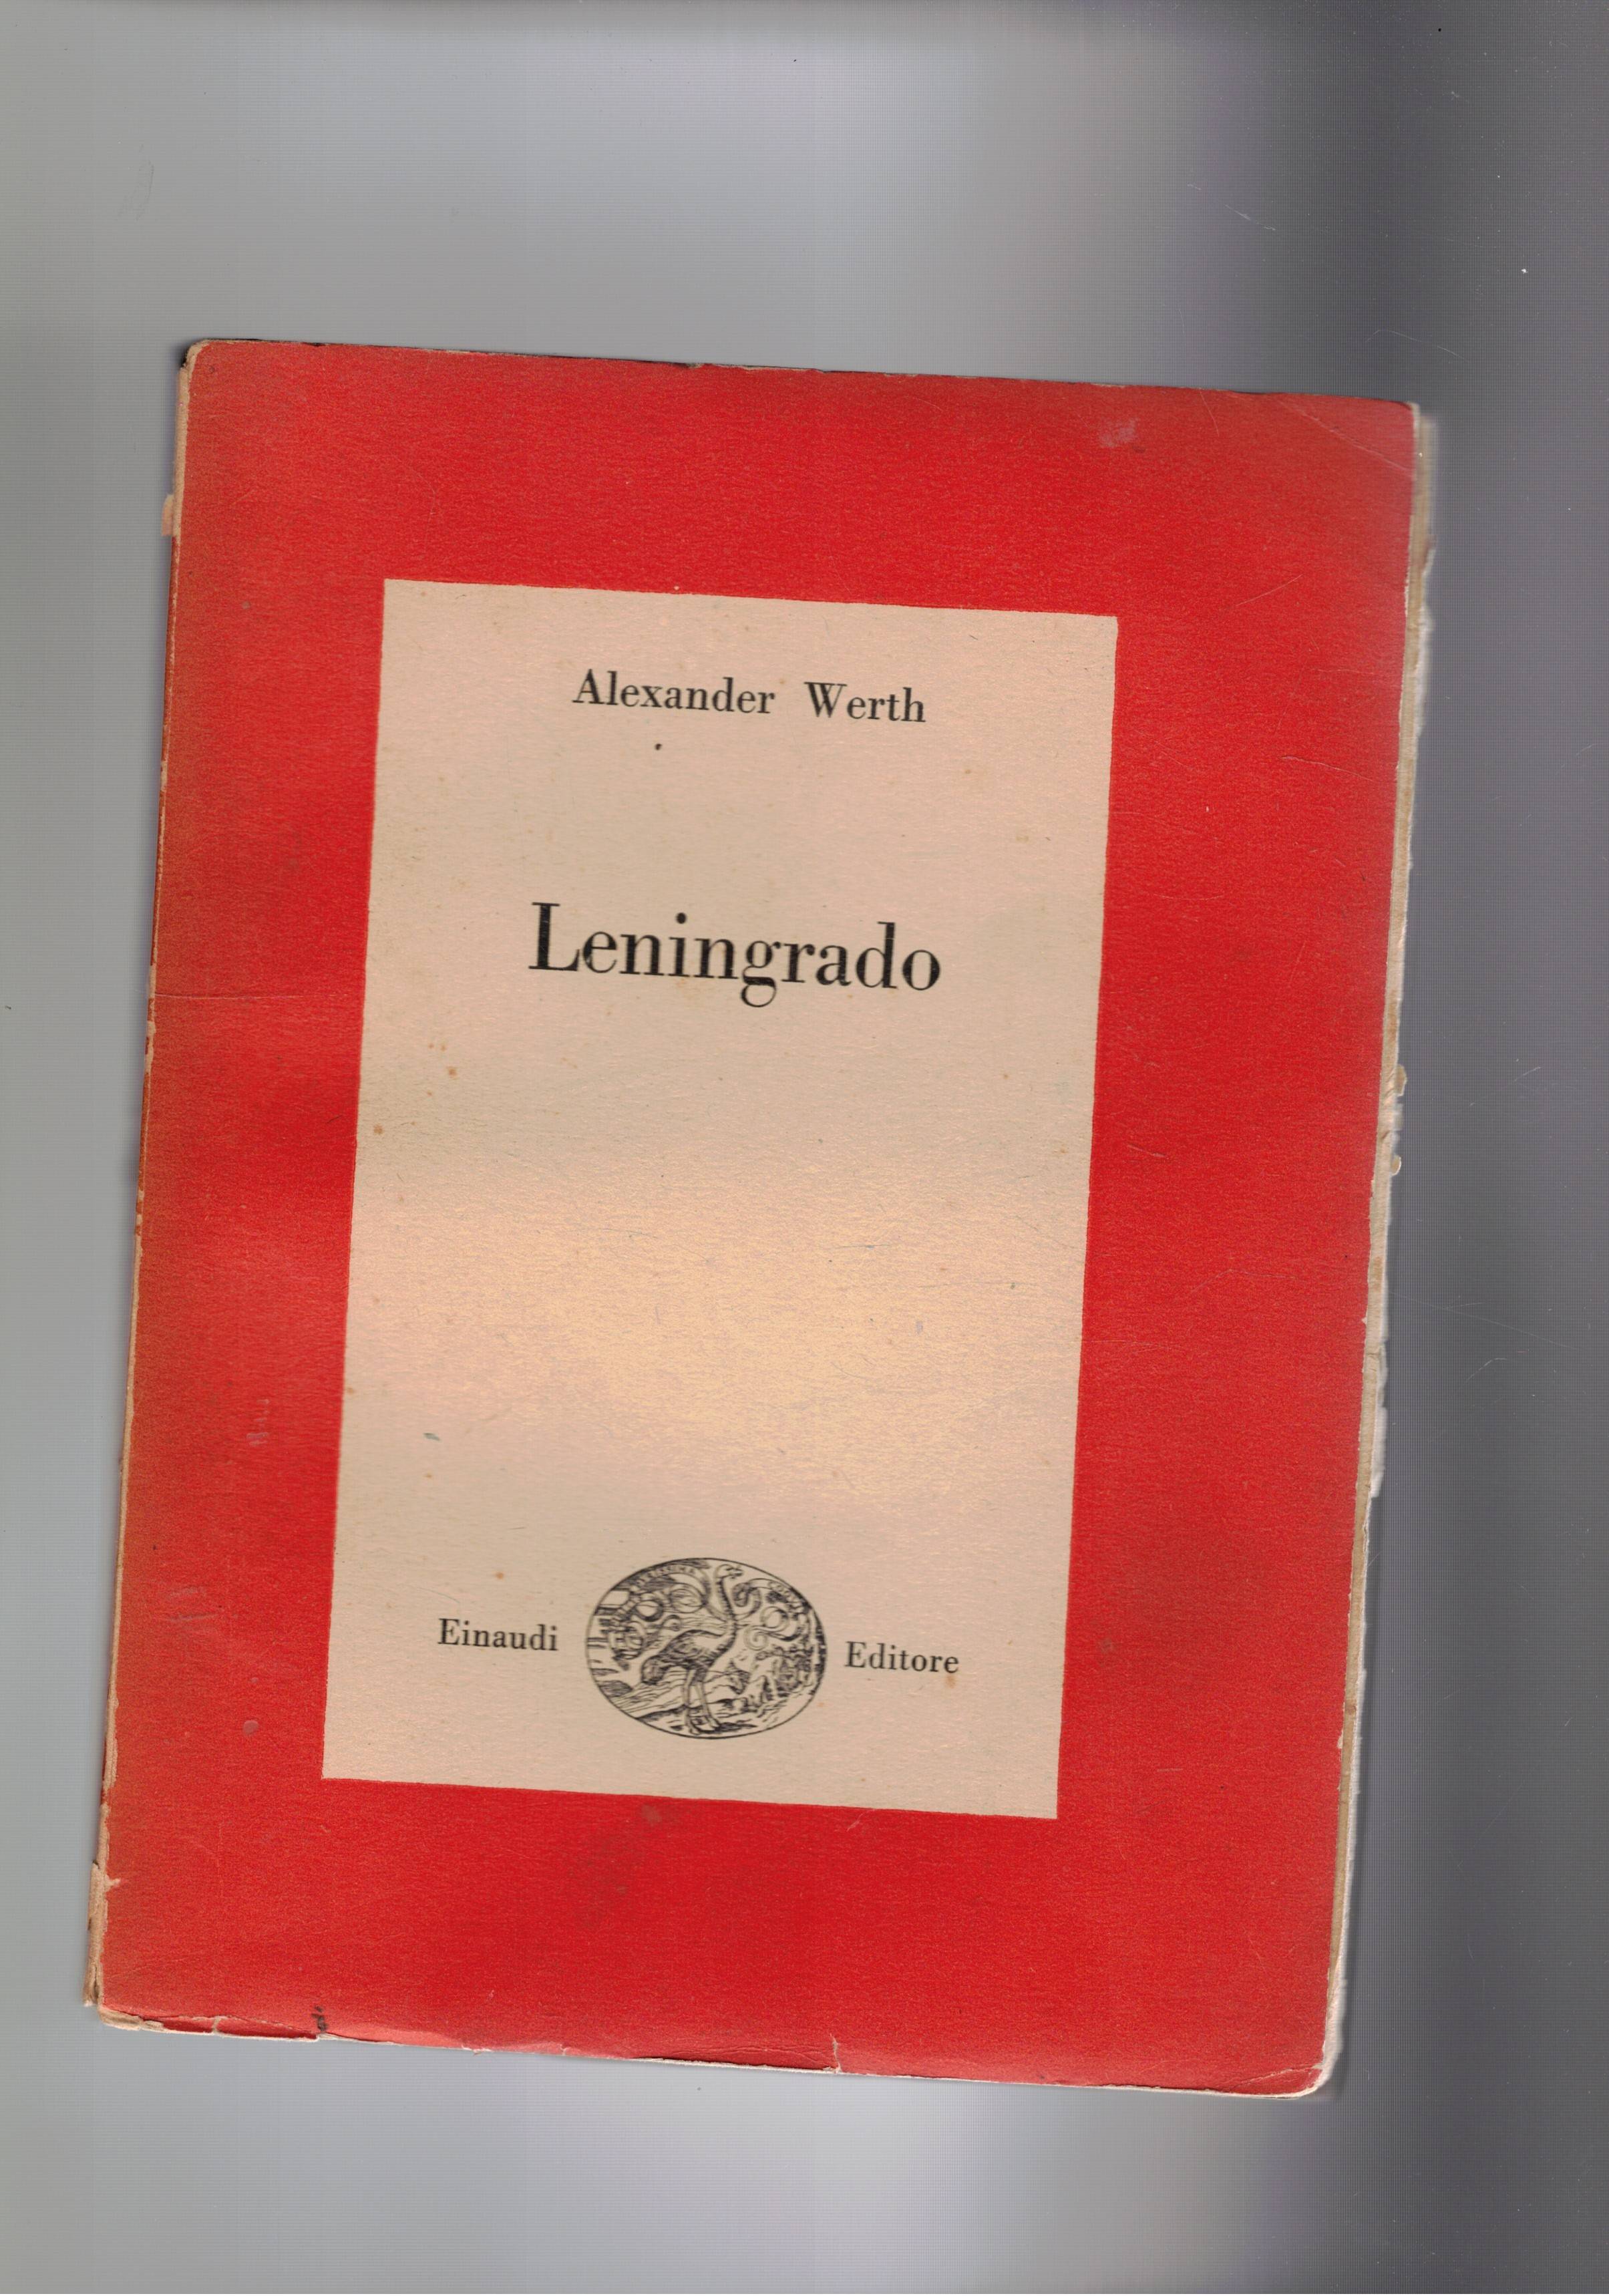 Alexander Werth
Leningrado
Einaudi Editore